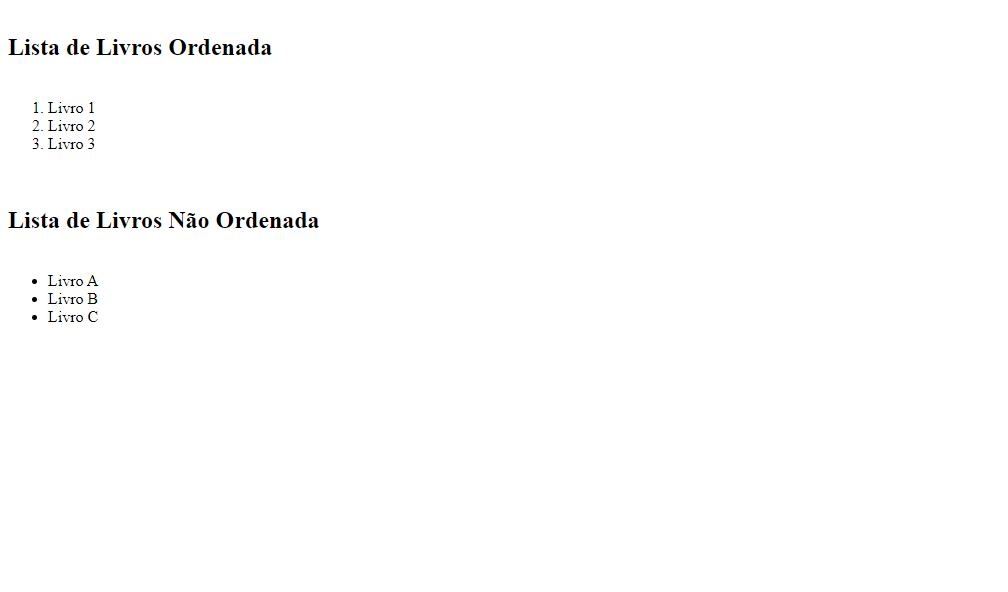 Lista de Livros Ordenada
1. Livro 1
2. Livro 2
3. Livro 3
Lista de Livros Não Ordenada
• Livro A
• Livro B
• Livro C